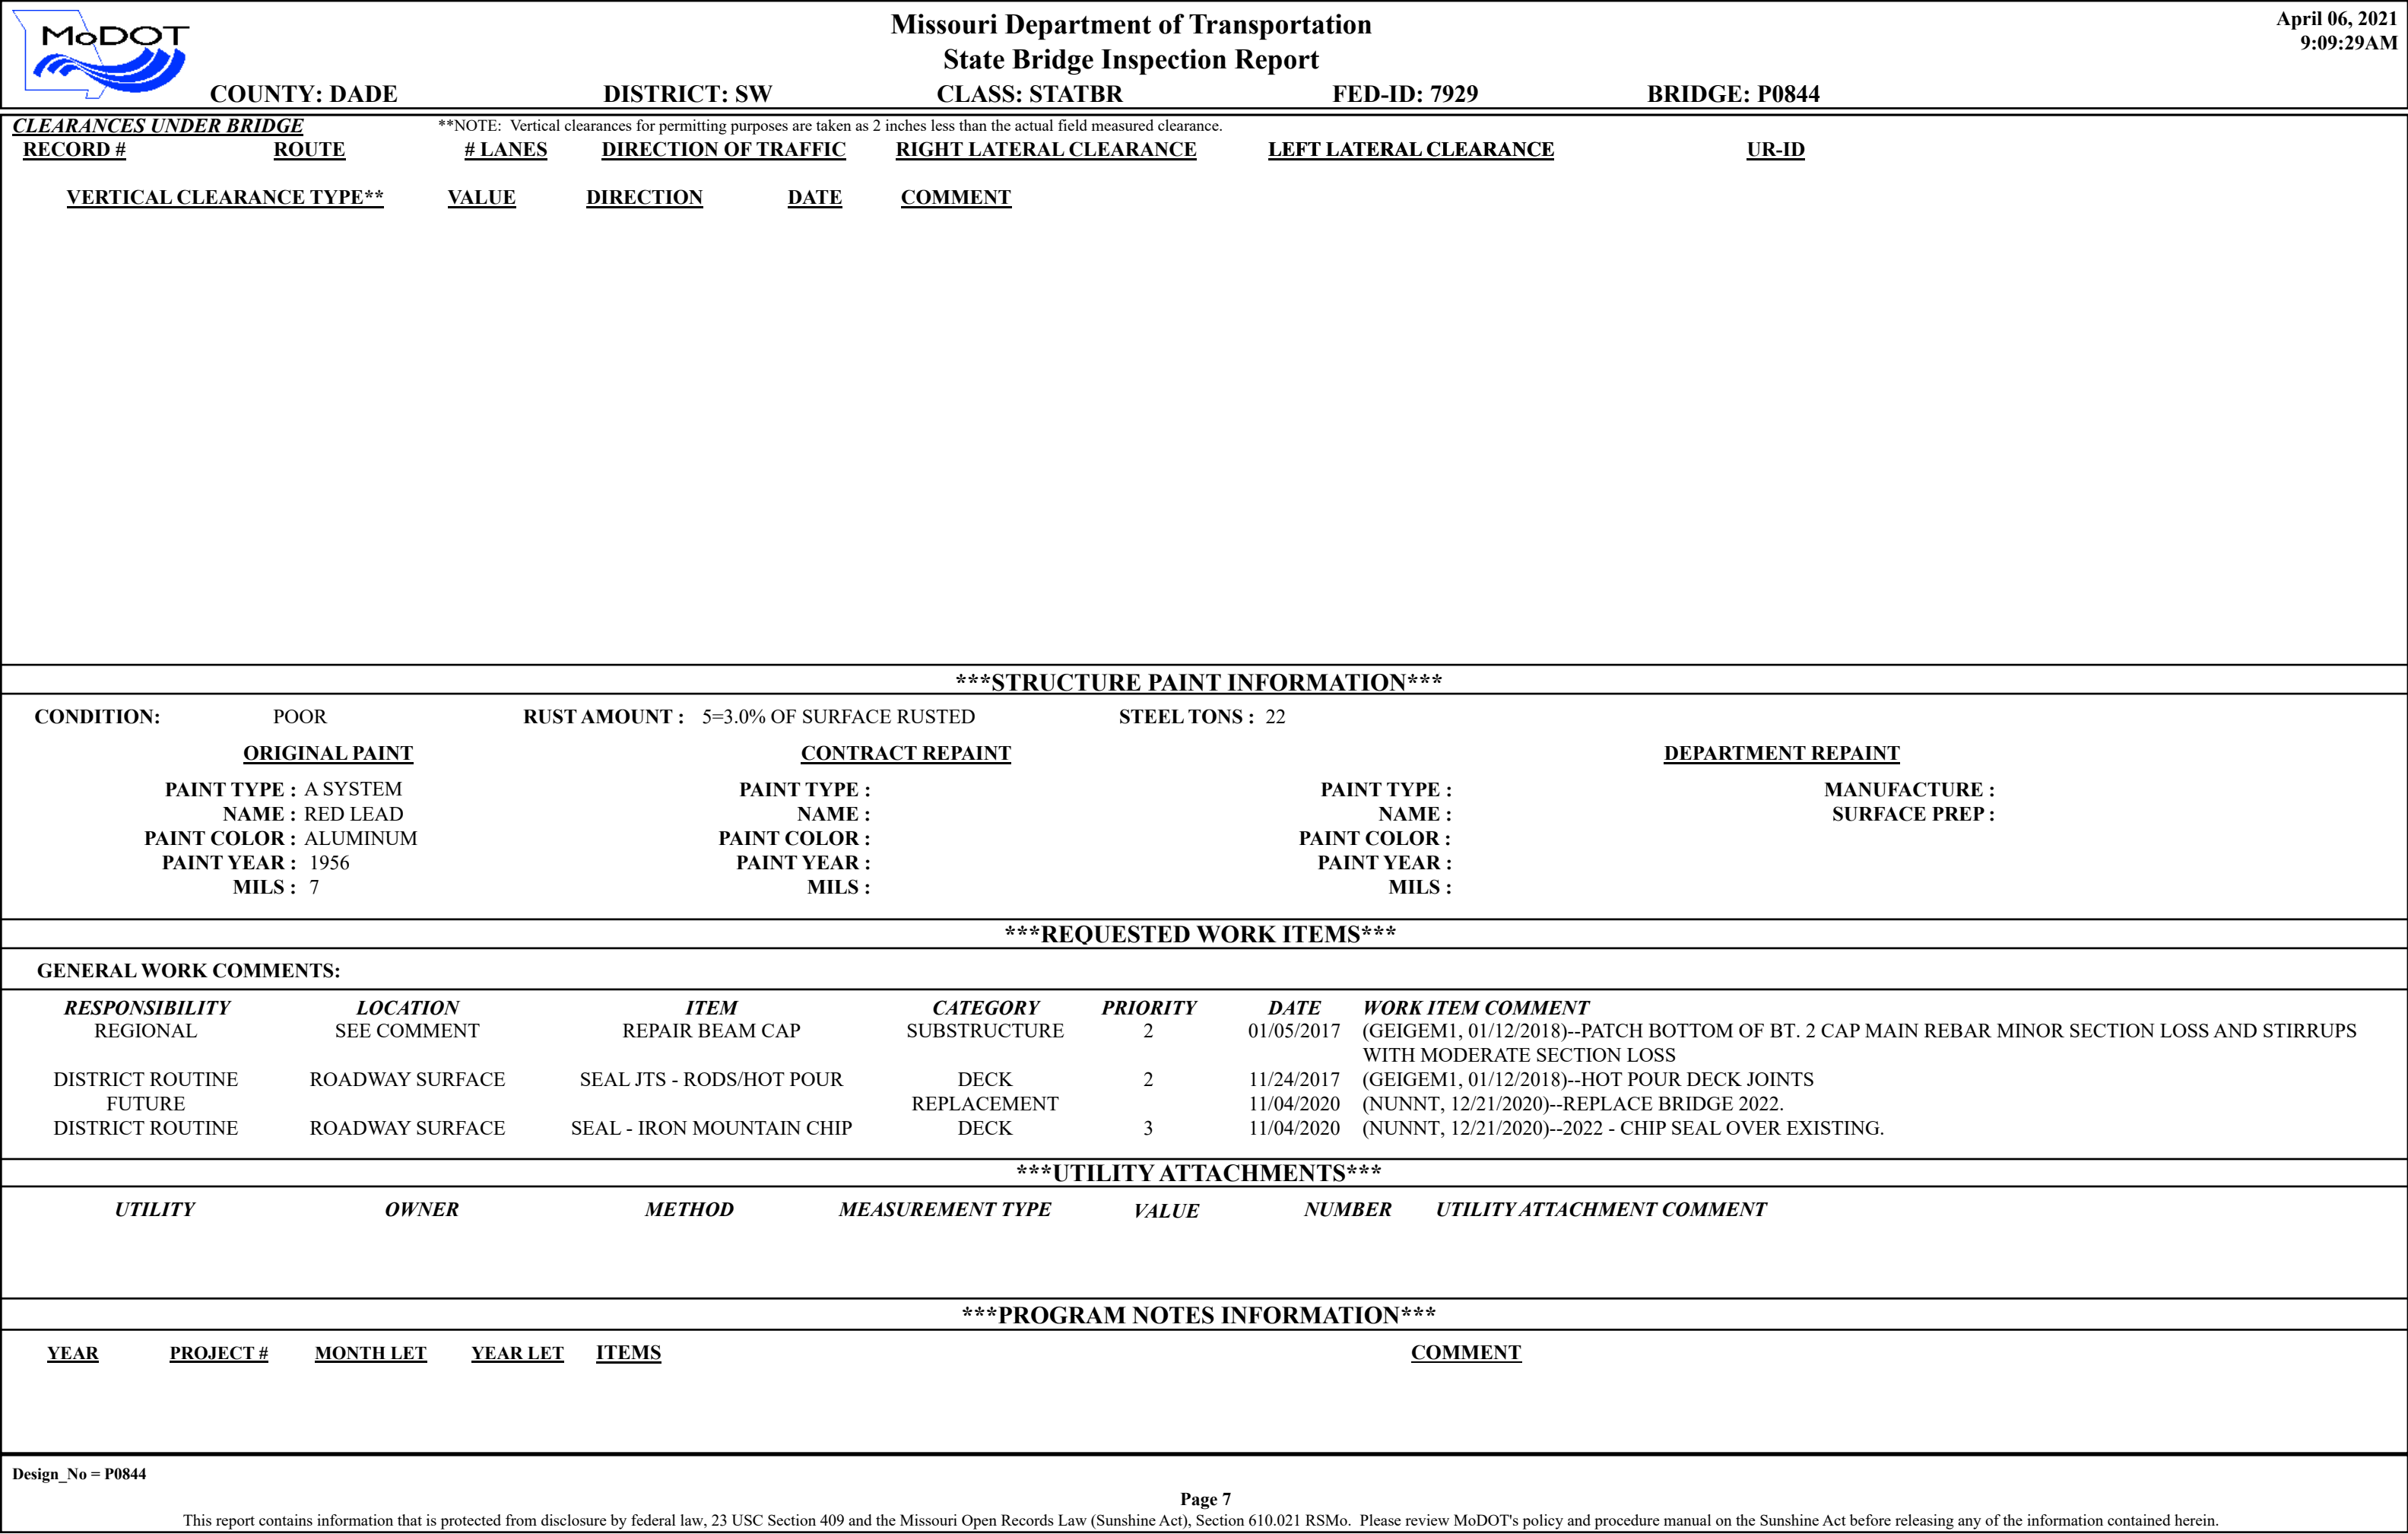 MoDOT
Missouri Department of Transportation
State Bridge Inspection Report
April 06, 2021
9:09:29AM
COUNTY: DADE DISTRICT: SW CLASS: STATBR FED-ID: 7929 BRIDGE: P0844
CLEARANCES UNDER BRIDGE **NOTE: Vertical clearances for permitting purposes are taken as 2 inches less than the actual field measured clearance.
RECORD # ROUTE # LANES DIRECTION OF TRAFFIC RIGHT LATERAL CLEARANCE LEFT LATERAL CLEARANCE UR-ID
VERTICAL CLEARANCE TYPE** VALUE DIRECTION DATE COMMENT
***STRUCTURE PAINT INFORMATION***
CONDITION: POOR RUST AMOUNT : 5=3.0% OF SURFACE RUSTED STEEL TONS : 22
ORIGINAL PAINT CONTRACT REPAINT DEPARTMENT REPAINT
PAINT TYPE : A SYSTEM PAINT TYPE : PAINT TYPE : MANUFACTURE :
NAME : RED LEAD NAME : NAME : SURFACE PREP :
PAINT COLOR : ALUMINUM PAINT COLOR : PAINT COLOR :
PAINT YEAR : 1956 PAINT YEAR : PAINT YEAR :
MILS : 7 MILS : MILS :
***REQUESTED WORK ITEMS***
GENERAL WORK COMMENTS:
RESPONSIBILITY LOCATION ITEM CATEGORY PRIORITY DATE WORK ITEM COMMENT
REGIONAL SEE COMMENT REPAIR BEAM CAP SUBSTRUCTURE 2 01/05/2017 (GEIGEM1, 01/12/2018)--PATCH BOTTOM OF BT. 2 CAP MAIN REBAR MINOR SECTION LOSS AND STIRRUPS
WITH MODERATE SECTION LOSS
DISTRICT ROUTINE ROADWAY SURFACE SEAL JTS - RODS/HOT POUR DECK 2 11/24/2017 (GEIGEM1, 01/12/2018)--HOT POUR DECK JOINTS
FUTURE REPLACEMENT 11/04/2020 (NUNNT, 12/21/2020)--REPLACE BRIDGE 2022.
DISTRICT ROUTINE ROADWAY SURFACE SEAL - IRON MOUNTAIN CHIP DECK 3 11/04/2020 (NUNNT, 12/21/2020)--2022 - CHIP SEAL OVER EXISTING.
***UTILITY ATTACHMENTS***
UTILITY OWNER METHOD MEASUREMENT TYPE VALUE NUMBER UTILITY ATTACHMENT COMMENT
***PROGRAM NOTES INFORMATION***
YEAR PROJECT # MONTH LET YEAR LET ITEMS COMMENT
Design_No = P0844
Page 7
This report contains information that is protected from disclosure by federal law, 23 USC Section 409 and the Missouri Open Records Law (Sunshine Act), Section 610.021 RSMo. Please review MoDOT's policy and procedure manual on the Sunshine Act before releasing any of the information contained herein.